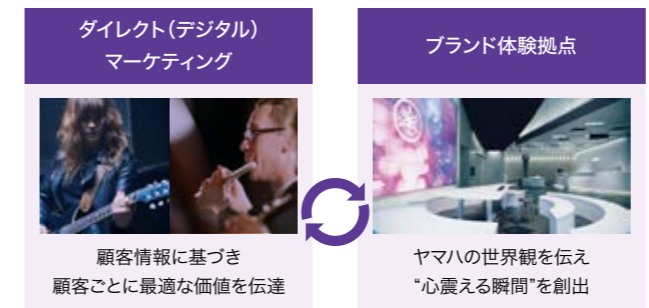 ダイレクト（デジタル）
マーケティング
ブランド体験拠点
顧客情報に基づき
顧客ごとに最適な価値を伝達
ヤマハの世界観を伝え
“心震える瞬間”を創出